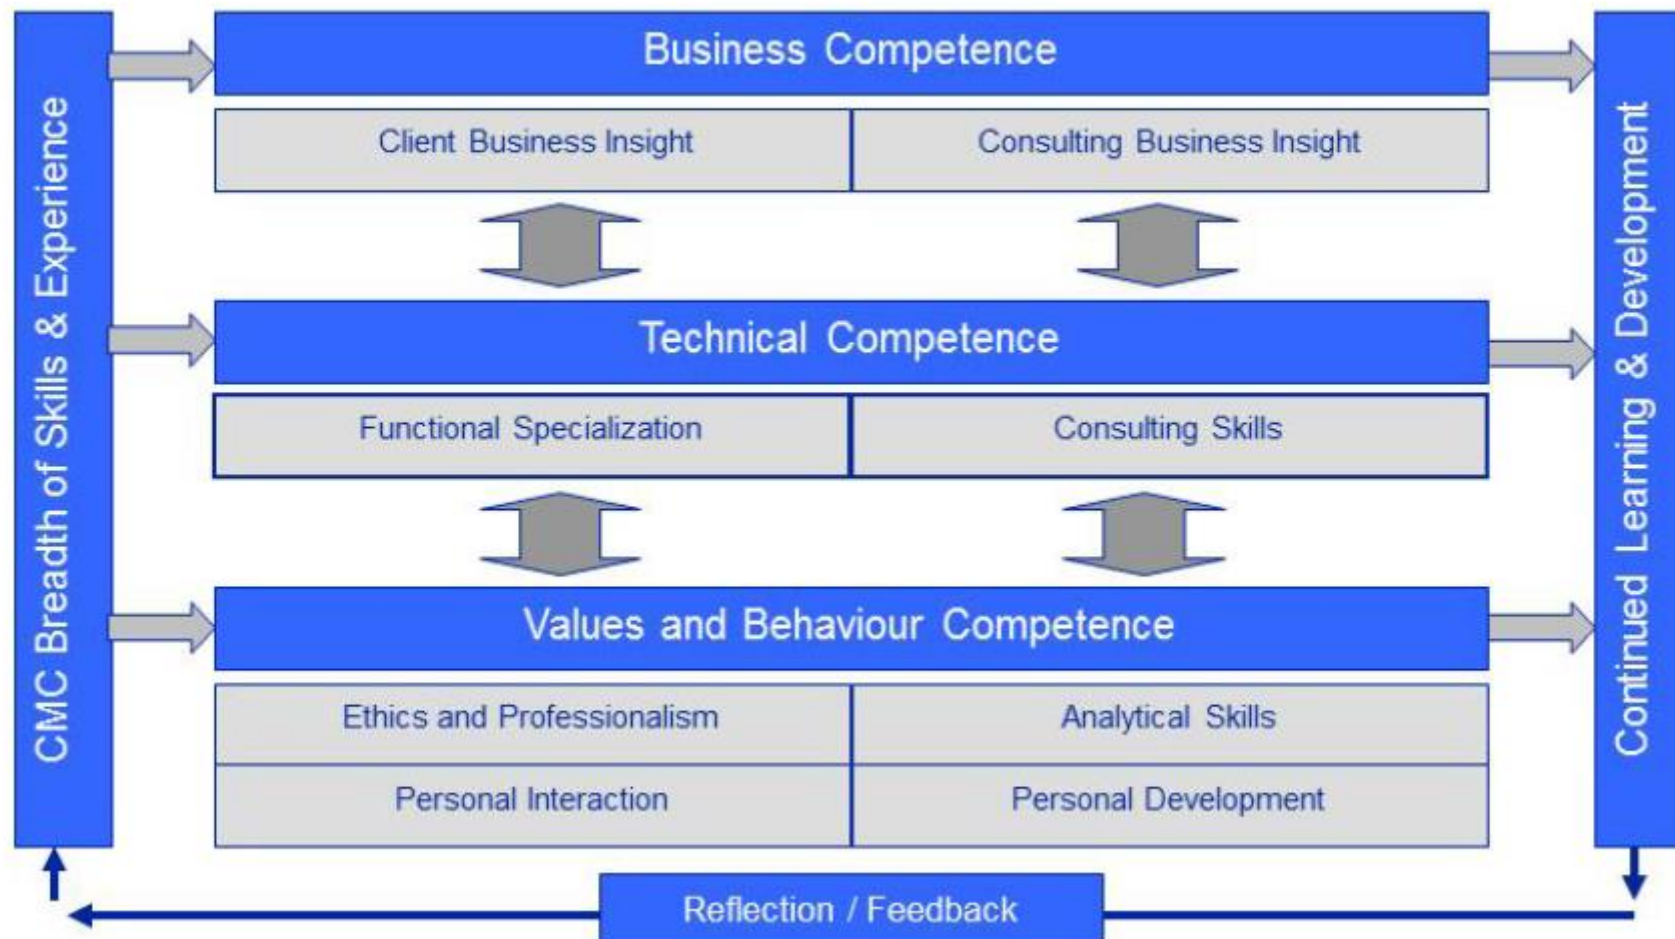 CMC Breadth of Skills & Experience
Business Competence
Client Business Insight
Consulting Business Insight
Technical Competence
Functional Specialization
Consulting Skills
Values and Behaviour Competence
Ethics and Professionalism
Analytical Skills
Personal Interaction
Personal Development
Continued Learning & Development
Reflection / Feedback